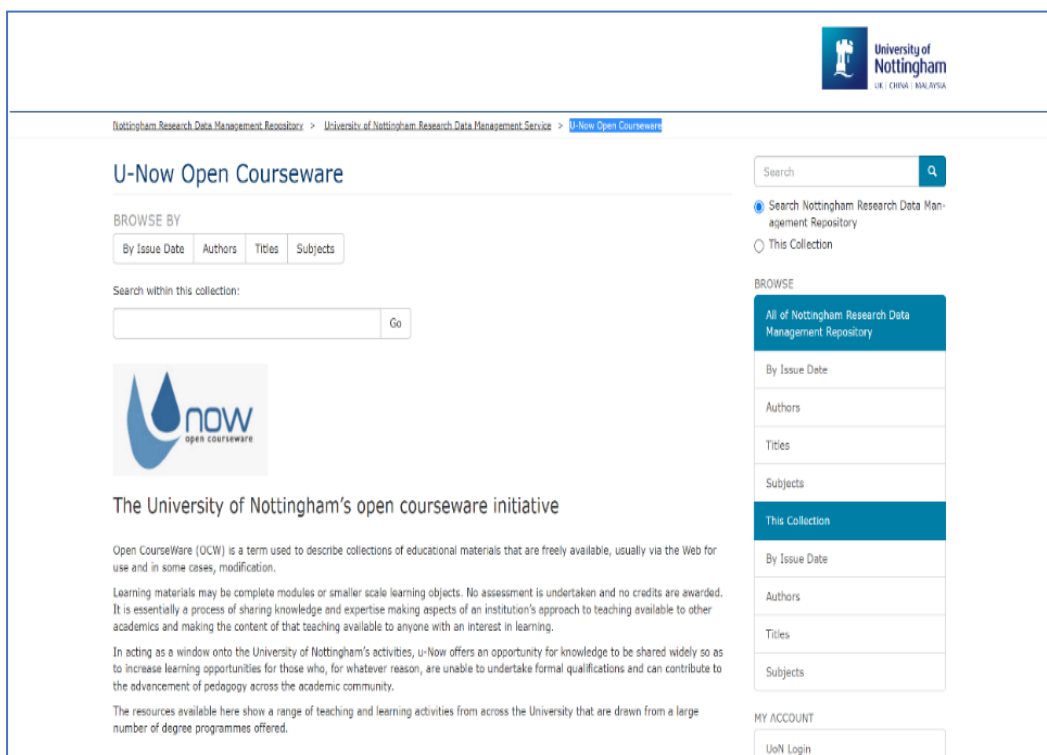 University of
Nottingham
UK | CHINA | MALAYSIA
Nottingham Research Data Management Repository > University of Nottingham Research Data Management Service > U-Now Open Courseware
U-Now Open Courseware
BROWSE BY
By Issue Date Authors Titles Subjects
Search within this collection:
Go
now
open courseware
The University of Nottingham's open courseware initiative
Open CourseWare (OCW) is a term used to describe collections of educational materials that are freely available, usually via the Web for
use and in some cases, modification.
Learning materials may be complete modules or smaller scale learning objects. No assessment is undertaken and no credits are awarded.
It is essentially a process of sharing knowledge and expertise making aspects of an institution's approach to teaching available to other
academics and making the content of that teaching available to anyone with an interest in learning.
In acting as a window onto the University of Nottingham's activities, u-Now offers an opportunity for knowledge to be shared widely so as
to increase learning opportunities for those who, for whatever reason, are unable to undertake formal qualifications and can contribute to
the advancement of pedagogy across the academic community.
The resources available here show a range of teaching and learning activities from across the University that are drawn from a large
number of degree programmes offered.
Search
Search Nottingham Research Data Man-
agement Repository
This Collection
BROWSE
All of Nottingham Research Data
Management Repository
By Issue Date
Authors
Titles
Subjects
This Collection
By Issue Date
Authors
Titles
Subjects
MY ACCOUNT
UoN Login